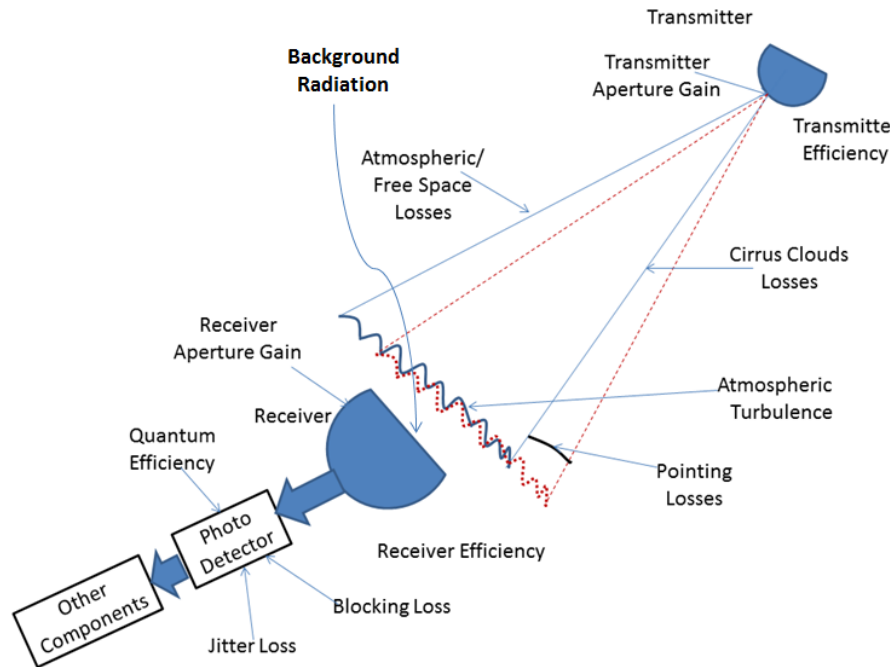 Transmitter
Background
Radiation
Transmitter
Aperture Gain
Transmitte
Efficiency
Atmospheric/
Free Space
Losses
Cirrus Clouds
Losses
Receiver
Aperture Gain
Receiver
Atmospheric
Turbulence
Quantum
Efficiency
Pointing
Losses
Photo
Detector
Receiver Efficiency
Other
Components
Blocking Loss
Jitter Loss